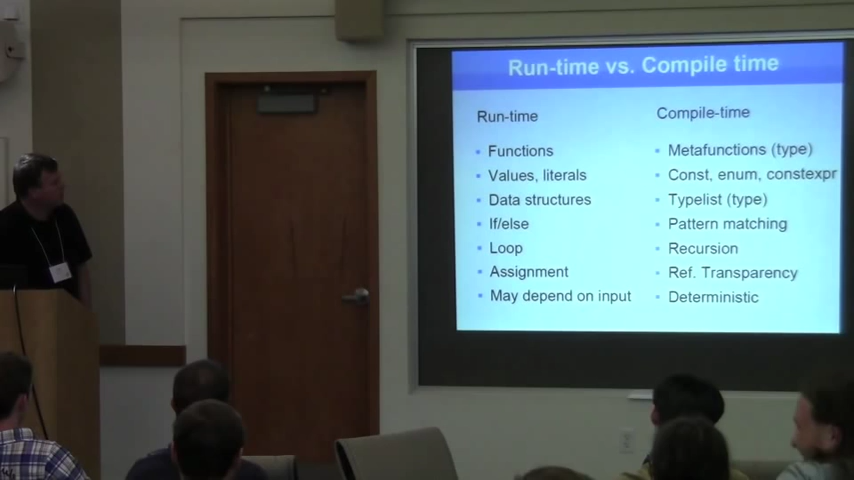 Run-time vs. Compile time
Run-time
Functions
Values, literals
Data structures
If/else
Loop
Assignment
May depend on input
Compile-time
Metafunctions (type)
Const, enum, constexpr
Typelist (type)
Pattern matching
Recursion
Ref. Transparency
Deterministic